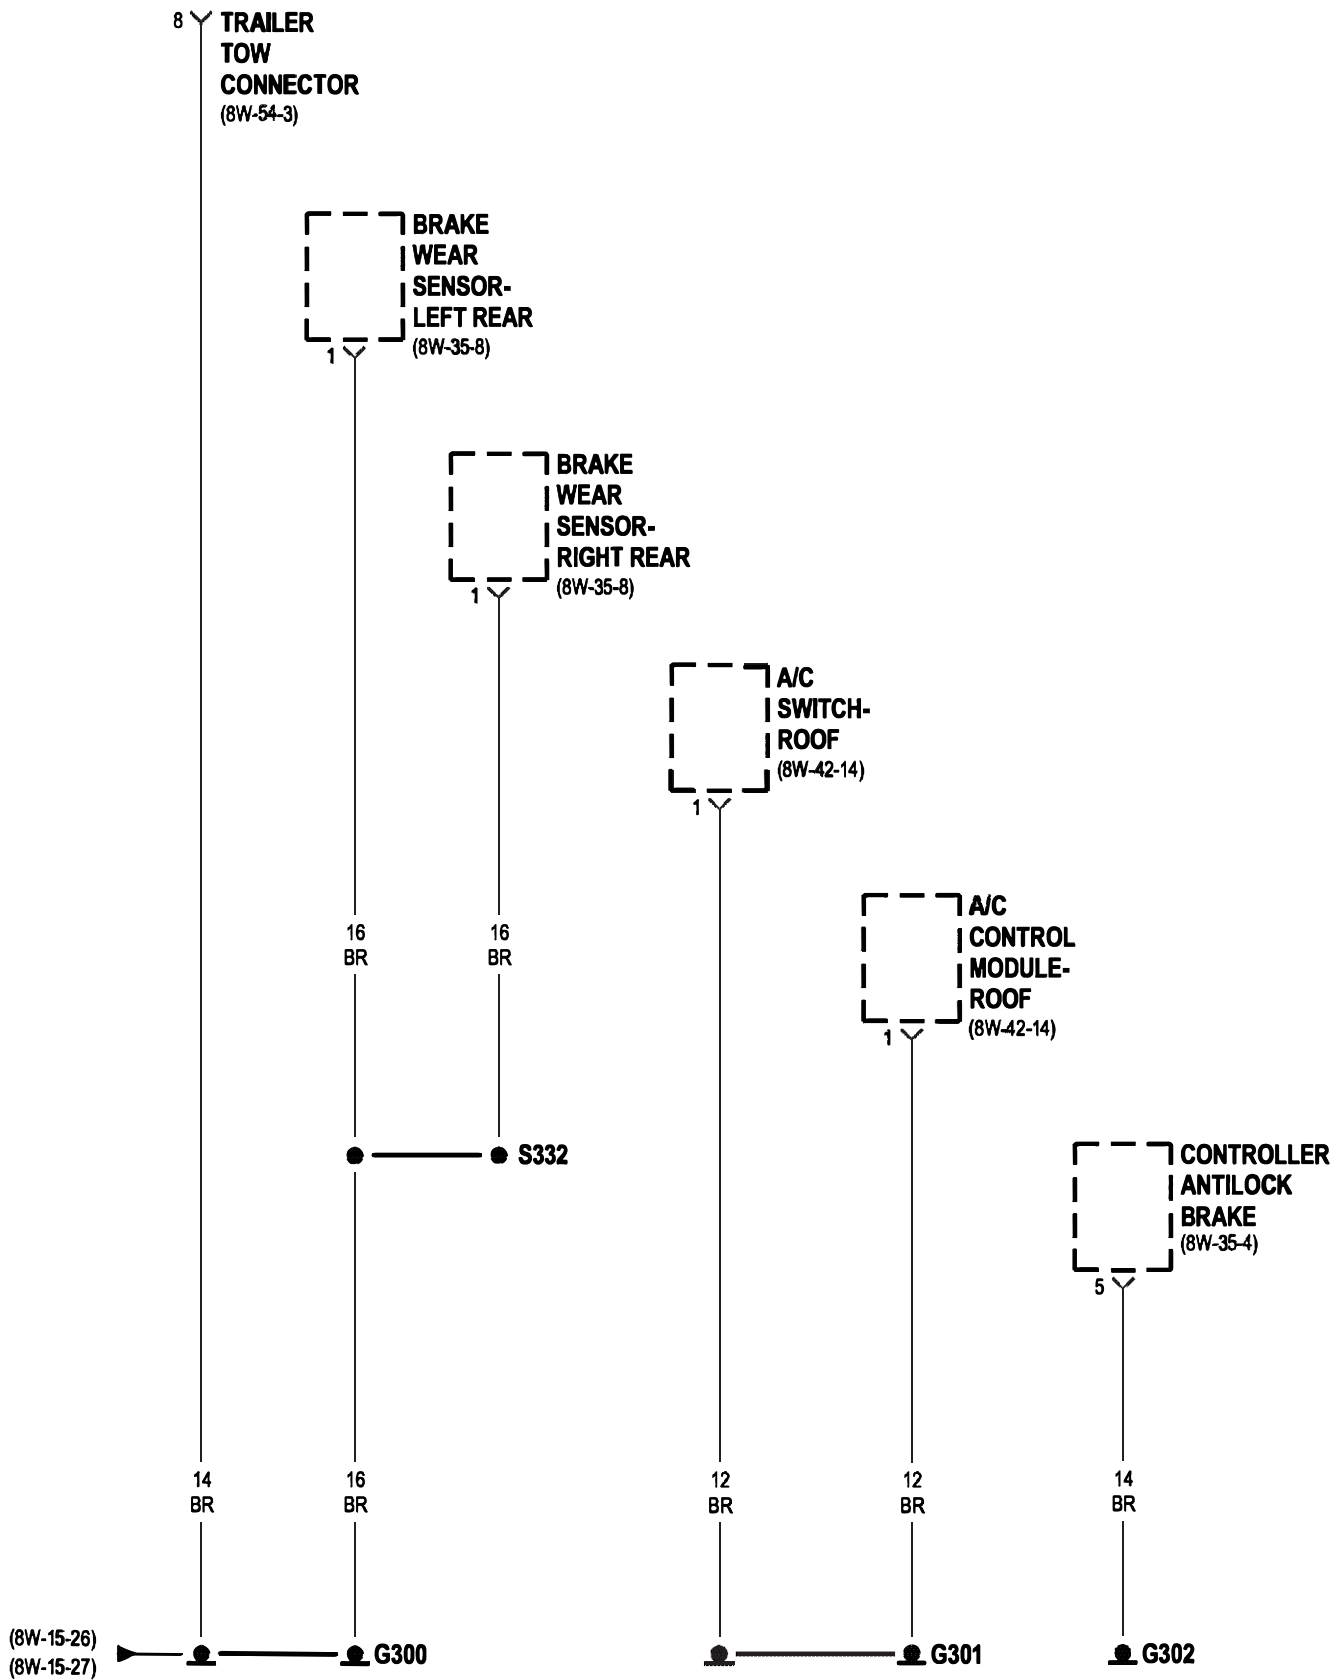 8 TRAILER
TOW
CONNECTOR
(8W-54-3)
BRAKE
WEAR
SENSOR-
LEFT REAR
(8W-35-8)
1
BRAKE
WEAR
SENSOR-
RIGHT REAR
(8W-35-8)
1
A/C
SWITCH-
ROOF
(8W-42-14)
1
A/C
CONTROL
MODULE-
ROOF
(8W-42-14)
1
16
BR
16
BR
S332
CONTROLLER
ANTILOCK
BRAKE
(8W-35-4)
5
14
BR
16
BR
12
BR
12
BR
14
BR
(8W-15-26)
(8W-15-27)
G300
G301
G302